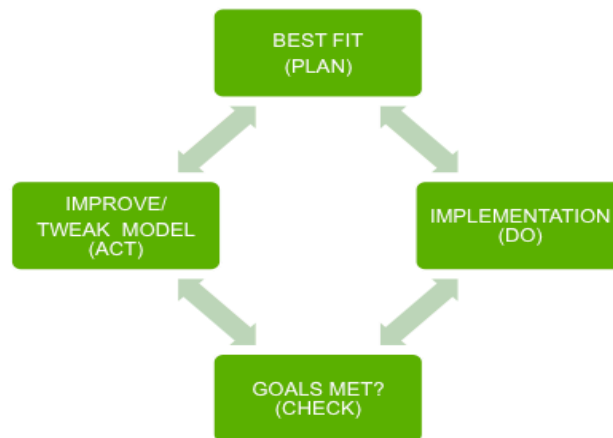 BEST FIT
(PLAN)
IMPROVE/
TWEAK MODEL
(ACT)
IMPLEMENTATION
(DO)
GOALS MET?
(CHECK)